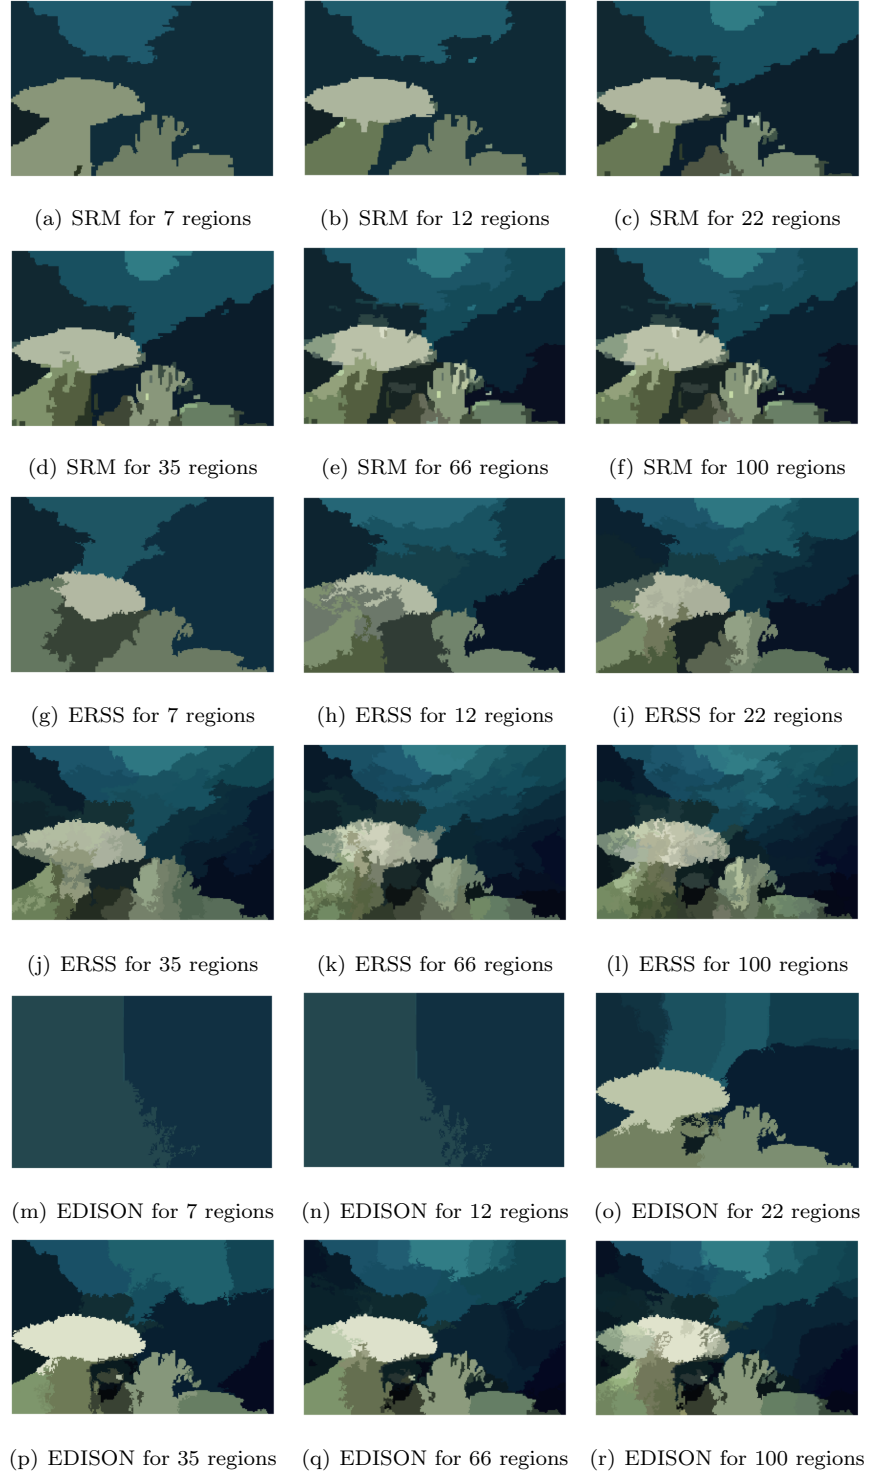 (a) SRM for 7 regions
(b) SRM for 12 regions
(c) SRM for 22 regions
(d) SRM for 35 regions
(e) SRM for 66 regions
(f) SRM for 100 regions
(g) ERSS for 7 regions
(h) ERSS for 12 regions
(i) ERSS for 22 regions
(j) ERSS for 35 regions
(k) ERSS for 66 regions
(l) ERSS for 100 regions
(m) EDISON for 7 regions
(n) EDISON for 12 regions
(o) EDISON for 22 regions
(p) EDISON for 35 regions
(q) EDISON for 66 regions
(r) EDISON for 100 regions